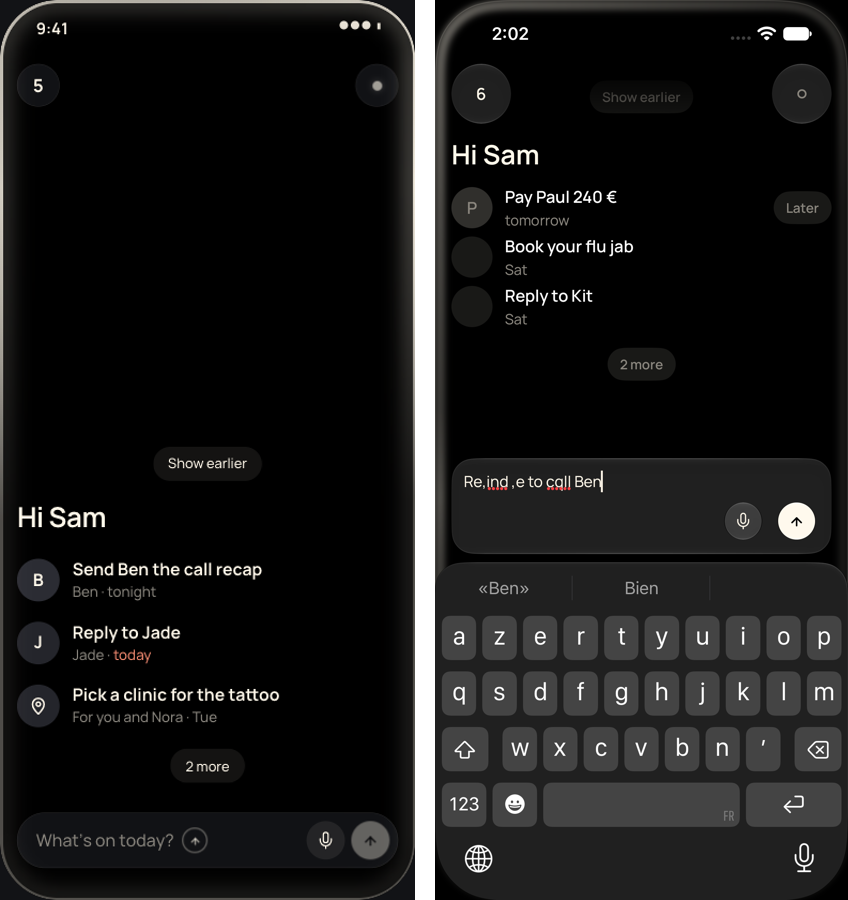 9:41
5
Show earlier
Hi Sam
B
Send Ben the call recap
Ben · tonight
J
Reply to Jade
Jade · today
Pick a clinic for the tattoo
For you and Nora · Tue
2 more
What's on today?
2:02
6
Show earlier
Hi Sam
P
Pay Paul 240 €
tomorrow
Later
Book your flu jab
Sat
Reply to Kit
Sat
2 more
Re,ind ,e to cqll Ben
«Ben» Bien
a z e r t y u i o p
q s d f g h j k l m
w x c v b n ’
123
FR